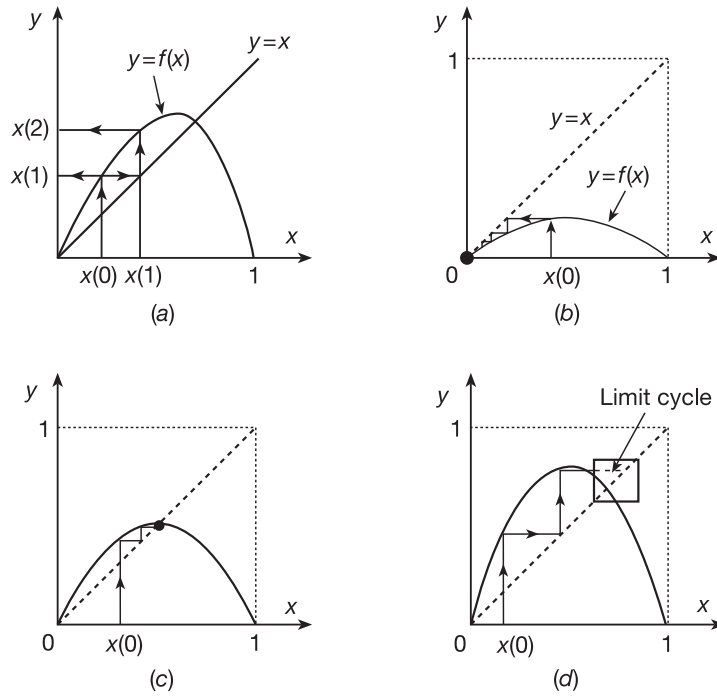 y
y=x
y=f(x)
x(2)
x(1)
x
x(0) x(1) 1
(a)
y
1
y=x
y=f(x)
x
0 x(0) 1
(b)
y
1
x
0 x(0) 1
(c)
y
Limit cycle
1
x
0 x(0) 1
(d)